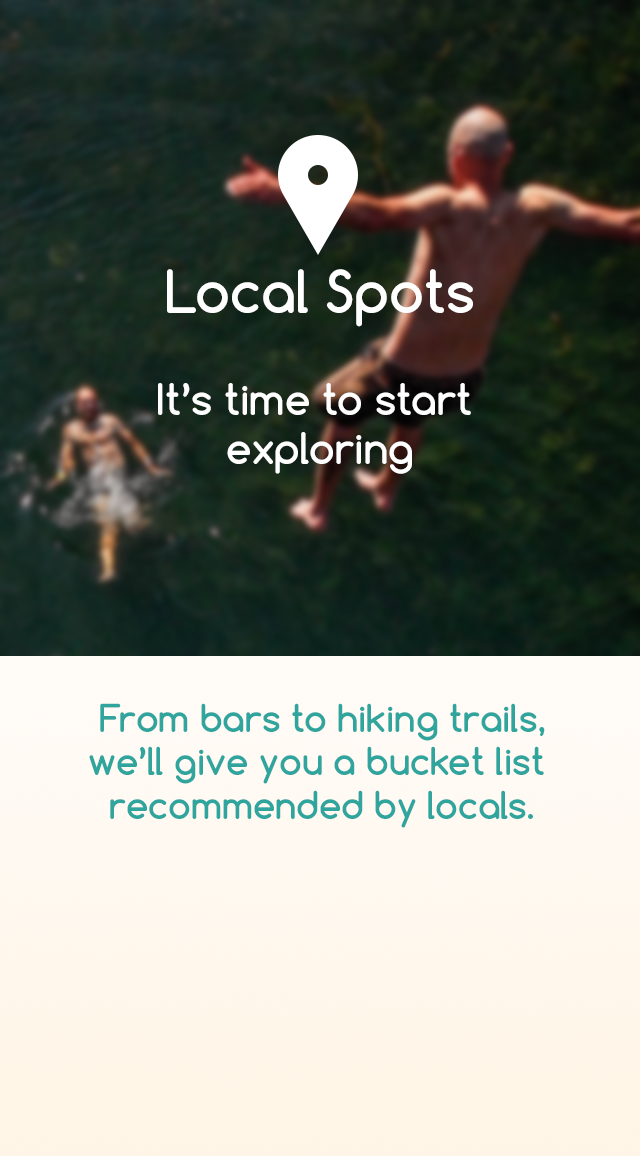 Local Spots
It’s time to start
exploring
From bars to hiking trails,
we’ll give you a bucket list
recommended by locals.